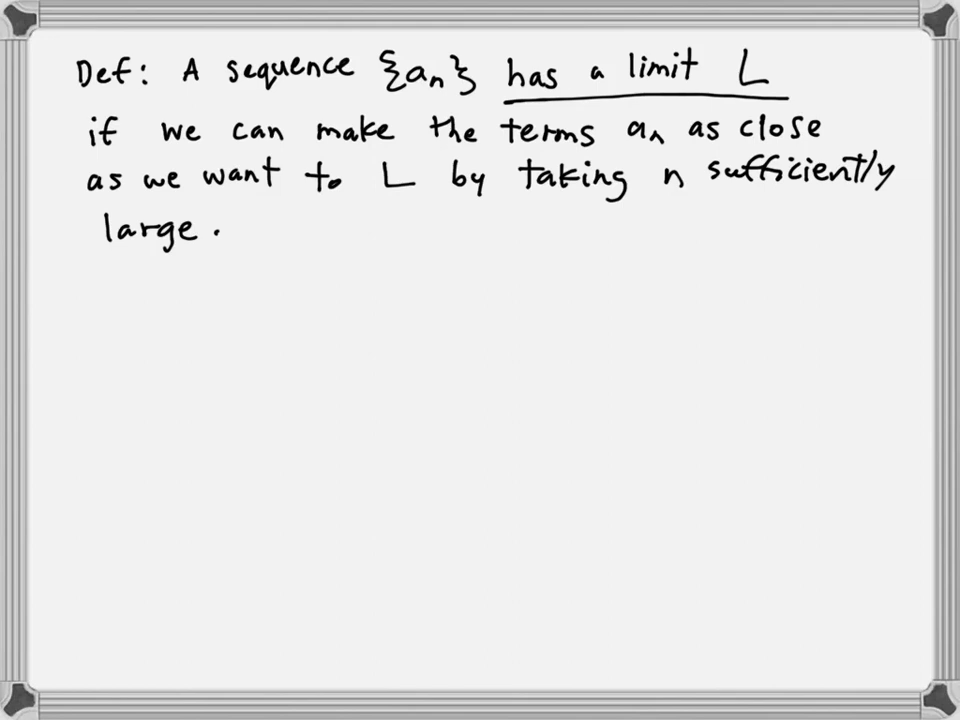 Def: A sequence {aₙ} has a limit L
if we can make the terms aₙ as close
as we want to L by taking n sufficiently
large.